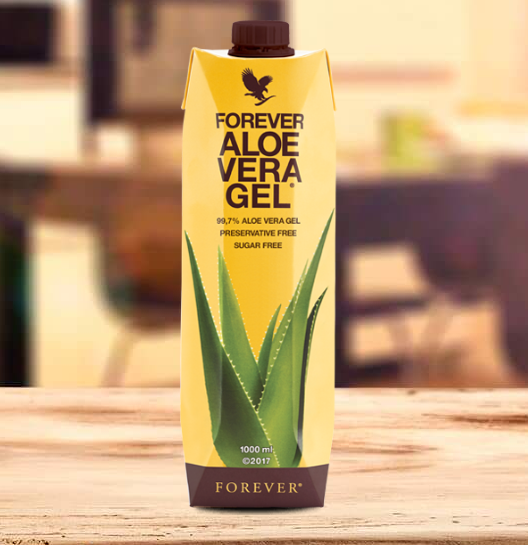 FOREVER
ALOE
VERA
GEL®
99,7% ALOE VERA GEL
PRESERVATIVE FREE
SUGAR FREE
1000 ml
©2017
FOREVER®